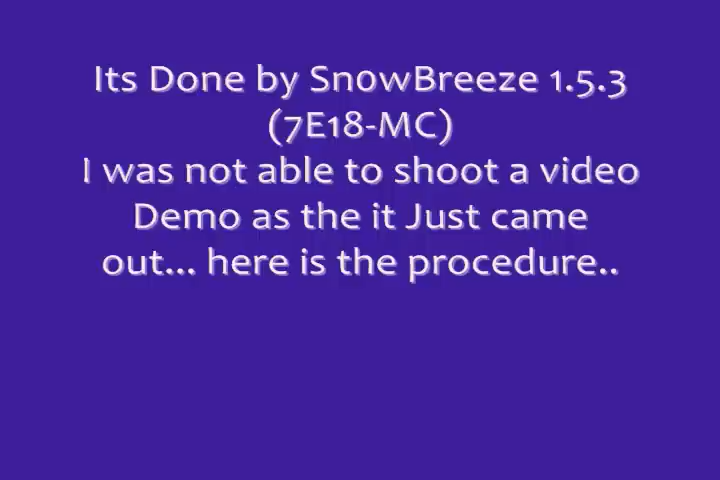 Its Done by Sn0wBreeze 1.5.3
(7E18-MC)
I was not able to shoot a video
Demo as the it Just came
out... here is the procedure..